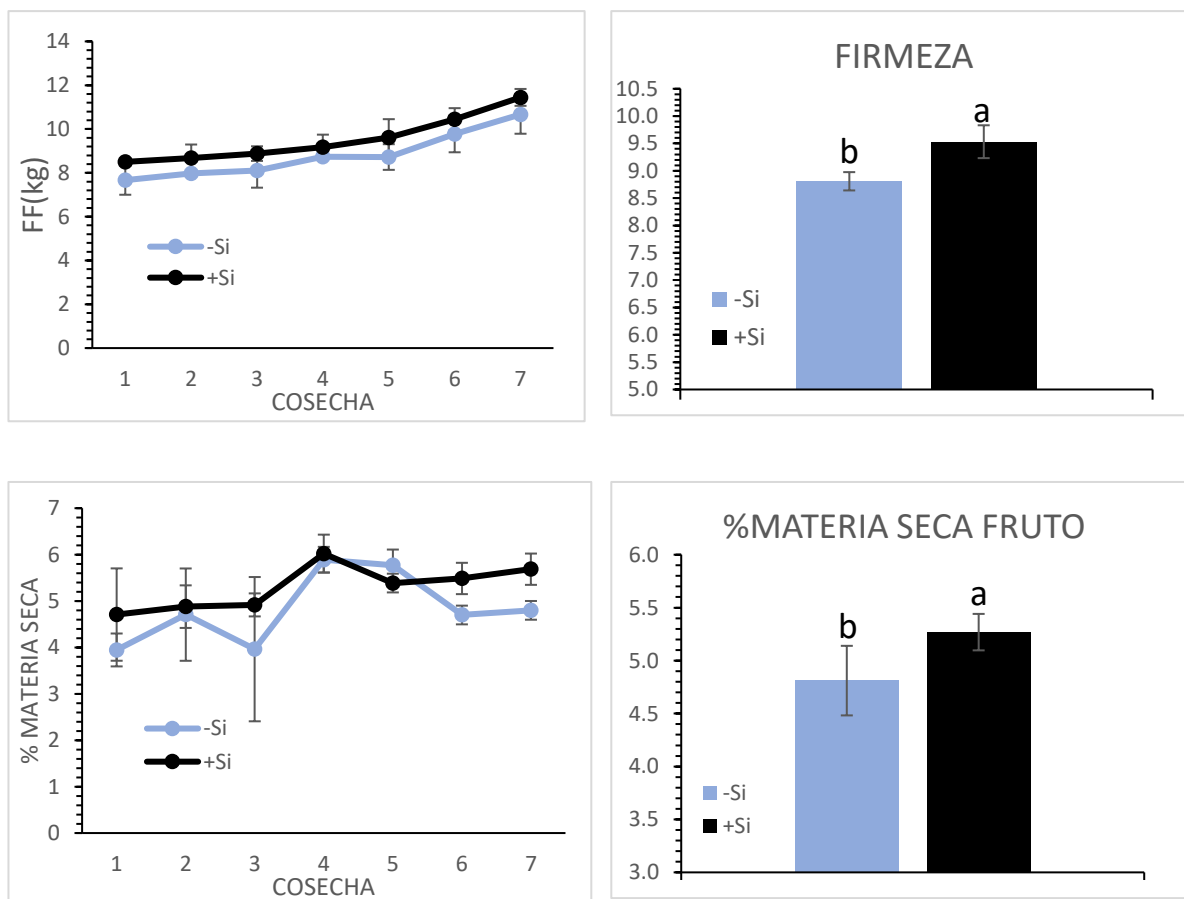 14
12
10
8
6
4
2
0
FF(kg)
-Si
+Si
1 2 3 4 5 6 7
COSECHA
FIRMEZA
10.5
10.0
9.5
9.0
8.5
8.0
7.5
7.0
6.5
6.0
5.5
5.0
b
a
-Si
+Si
7
6
5
4
3
2
1
0
% MATERIA SECA
-Si
+Si
1 2 3 4 5 6 7
COSECHA
%MATERIA SECA FRUTO
6.0
5.5
5.0
4.5
4.0
3.5
3.0
b
a
-Si
+Si